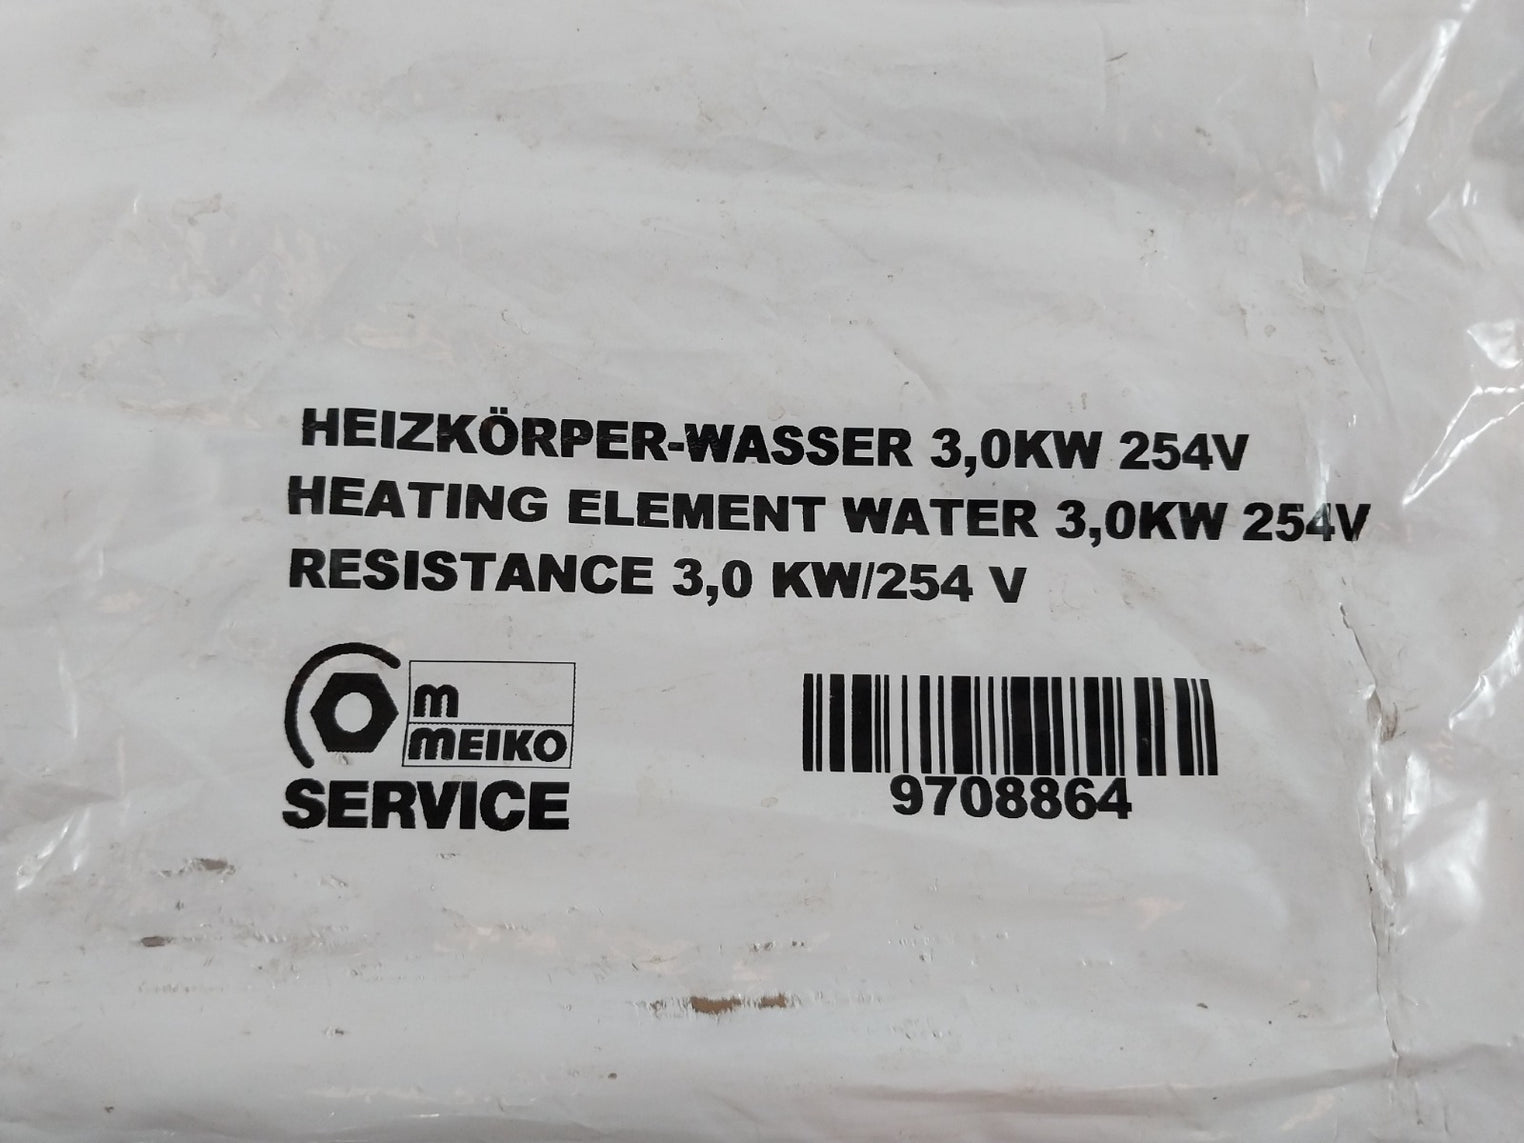 HEIZKÖRPER-WASSER 3,0KW 254V
HEATING ELEMENT WATER 3,0KW 254V
RESISTANCE 3,0 KW/254 V
m
MEIKO
SERVICE
9708864